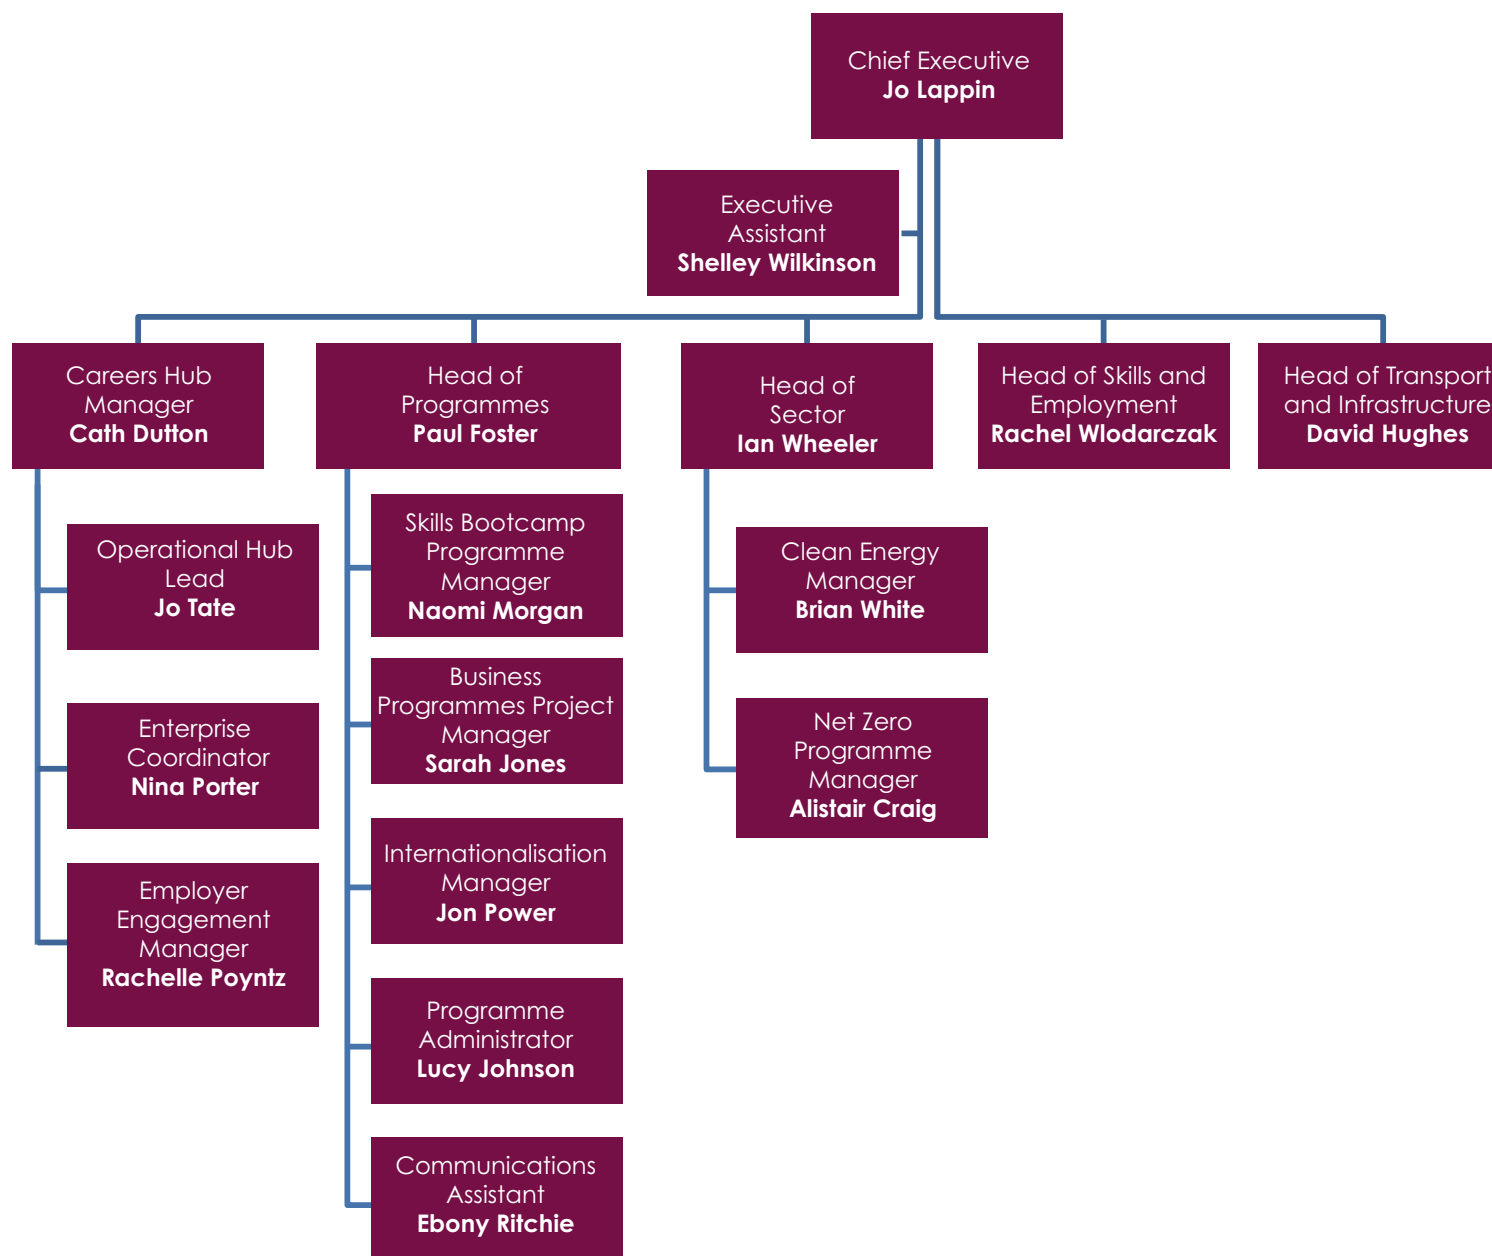 Chief Executive
Jo Lappin
Executive
Assistant
Shelley Wilkinson
Careers Hub
Manager
Cath Dutton
Head of
Programmes
Paul Foster
Head of
Sector
Ian Wheeler
Head of Skills and
Employment
Rachel Wlodarczak
Head of Transport
and Infrastructure
David Hughes
Operational Hub
Lead
Jo Tate
Enterprise
Coordinator
Nina Porter
Employer
Engagement
Manager
Rachelle Poyntz
Skills Bootcamp
Programme
Manager
Naomi Morgan
Business
Programmes Project
Manager
Sarah Jones
Internationalisation
Manager
Jon Power
Programme
Administrator
Lucy Johnson
Communications
Assistant
Ebony Ritchie
Clean Energy
Manager
Brian White
Net Zero
Programme
Manager
Alistair Craig